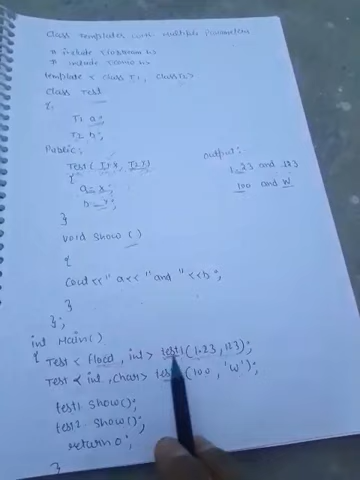 Class Templates with Multiple Parameters
# include <iostream.h>
# include <conio.h>
template < class T1, class T2>
Class Test
{
T1 a;
T2 b;
Public:
Test( T1 x, T2 Y)
{
a=x;
b=Y;
}
void Show ()
{
Cout<<" a<< "and "<<b;
}
};
int Main()
{ Test < float, int> test1(1.23, 123);
Test < int, Char> (100, 'W');
test1 Show();
test2 Show();
return 0;
}
output:
1.23 and 123
100 and W